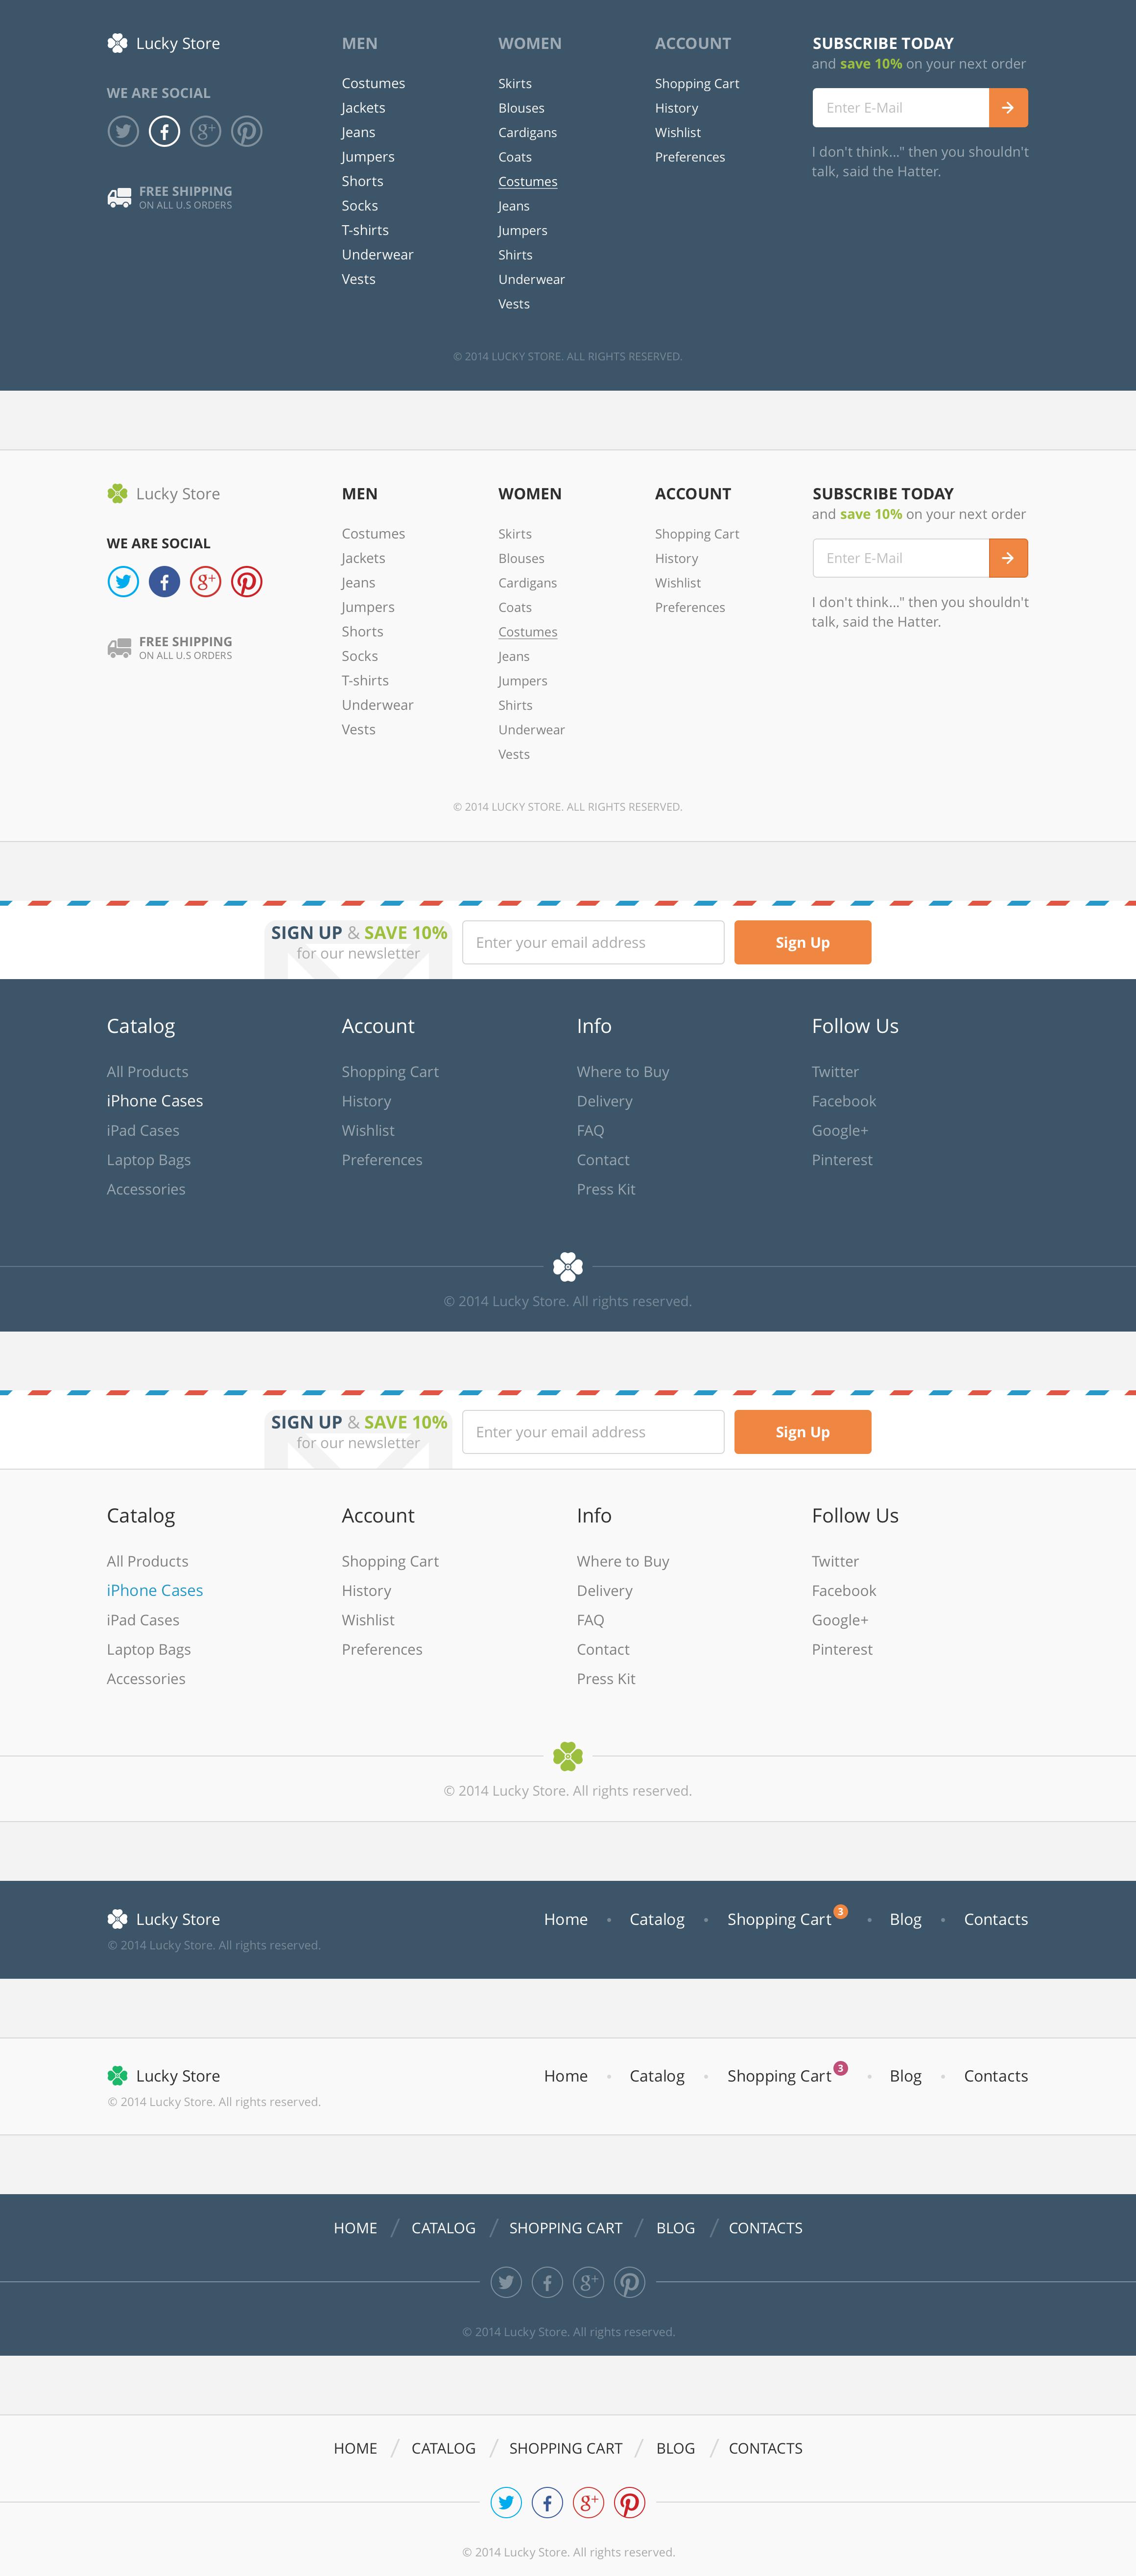 Lucky Store
WE ARE SOCIAL
FREE SHIPPING
ON ALL U.S ORDERS
MEN
Costumes
Jackets
Jeans
Jumpers
Shorts
Socks
T-shirts
Underwear
Vests
WOMEN
Skirts
Blouses
Cardigans
Coats
Costumes
Jeans
Jumpers
Shirts
Underwear
Vests
ACCOUNT
Shopping Cart
History
Wishlist
Preferences
SUBSCRIBE TODAY
and save 10% on your next order
Enter E-Mail
I don't think..." then you shouldn't
talk, said the Hatter.
© 2014 LUCKY STORE. ALL RIGHTS RESERVED.
Lucky Store
WE ARE SOCIAL
FREE SHIPPING
ON ALL U.S ORDERS
MEN
Costumes
Jackets
Jeans
Jumpers
Shorts
Socks
T-shirts
Underwear
Vests
WOMEN
Skirts
Blouses
Cardigans
Coats
Costumes
Jeans
Jumpers
Shirts
Underwear
Vests
ACCOUNT
Shopping Cart
History
Wishlist
Preferences
SUBSCRIBE TODAY
and save 10% on your next order
Enter E-Mail
I don't think..." then you shouldn't
talk, said the Hatter.
© 2014 LUCKY STORE. ALL RIGHTS RESERVED.
SIGN UP & SAVE 10%
for our newsletter
Enter your email address
Sign Up
Catalog
All Products
iPhone Cases
iPad Cases
Laptop Bags
Accessories
Account
Shopping Cart
History
Wishlist
Preferences
Info
Where to Buy
Delivery
FAQ
Contact
Press Kit
Follow Us
Twitter
Facebook
Google+
Pinterest
© 2014 Lucky Store. All rights reserved.
SIGN UP & SAVE 10%
for our newsletter
Enter your email address
Sign Up
Catalog
All Products
iPhone Cases
iPad Cases
Laptop Bags
Accessories
Account
Shopping Cart
History
Wishlist
Preferences
Info
Where to Buy
Delivery
FAQ
Contact
Press Kit
Follow Us
Twitter
Facebook
Google+
Pinterest
© 2014 Lucky Store. All rights reserved.
Lucky Store
© 2014 Lucky Store. All rights reserved.
Home • Catalog • Shopping Cart 3 • Blog • Contacts
Lucky Store
© 2014 Lucky Store. All rights reserved.
Home • Catalog • Shopping Cart 3 • Blog • Contacts
HOME / CATALOG / SHOPPING CART / BLOG / CONTACTS
© 2014 Lucky Store. All rights reserved.
HOME / CATALOG / SHOPPING CART / BLOG / CONTACTS
© 2014 Lucky Store. All rights reserved.